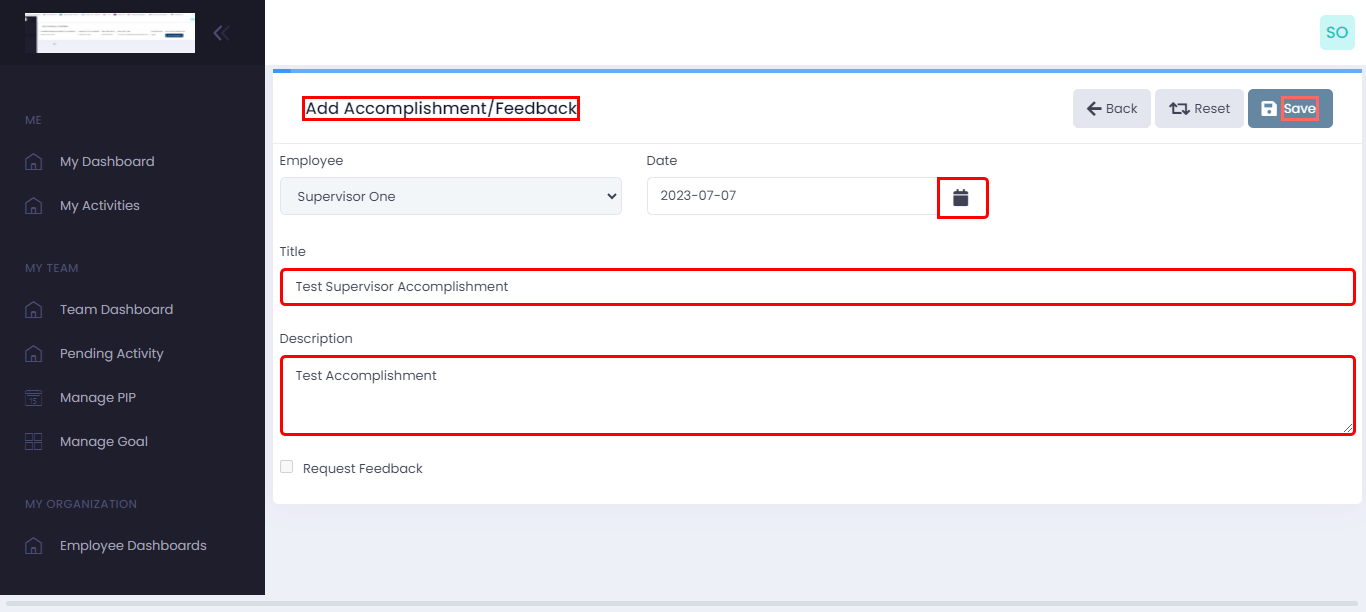 SO
ME
My Dashboard
My Activities
MY TEAM
Team Dashboard
Pending Activity
15
Manage PIP
Manage Goal
MY ORGANIZATION
Employee Dashboards
Add Accomplishment/Feedback
Back
Reset
Save
Employee
Date
Supervisor One
2023-07-07
Title
Test Supervisor Accomplishment
Description
Test Accomplishment
Request Feedback